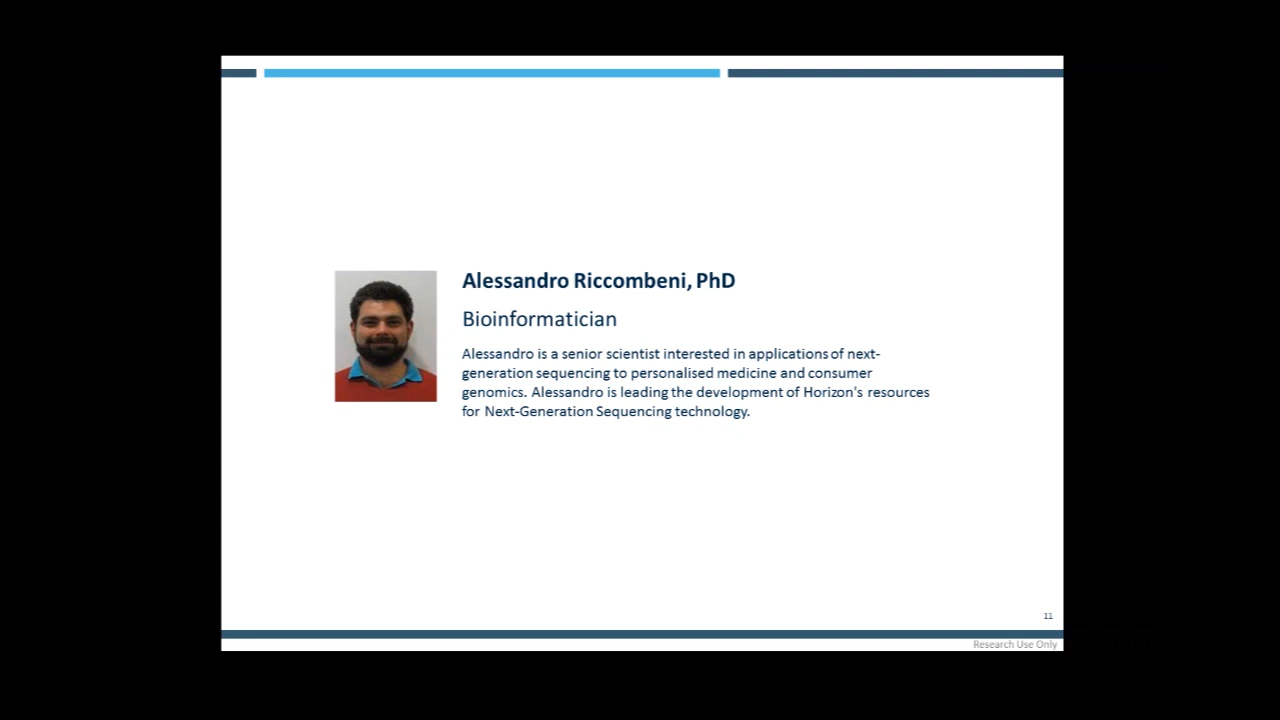 Alessandro Riccombeni, PhD
Bioinformatician
Alessandro is a senior scientist interested in applications of next-
generation sequencing to personalised medicine and consumer
genomics. Alessandro is leading the development of Horizon's resources
for Next-Generation Sequencing technology.
11
Research Use Only